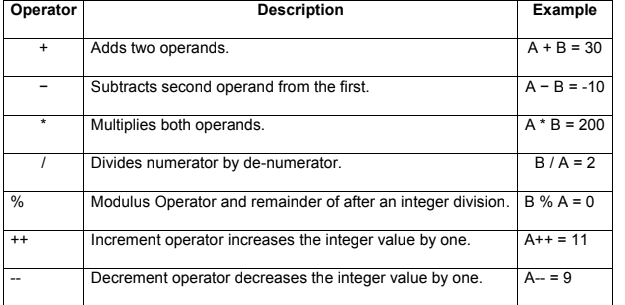 Operator Description Example
+ Adds two operands. A + B = 30
− Subtracts second operand from the first. A − B = -10
* Multiplies both operands. A * B = 200
/ Divides numerator by de-numerator. B / A = 2
% Modulus Operator and remainder of after an integer division. B % A = 0
++ Increment operator increases the integer value by one. A++ = 11
-- Decrement operator decreases the integer value by one. A-- = 9